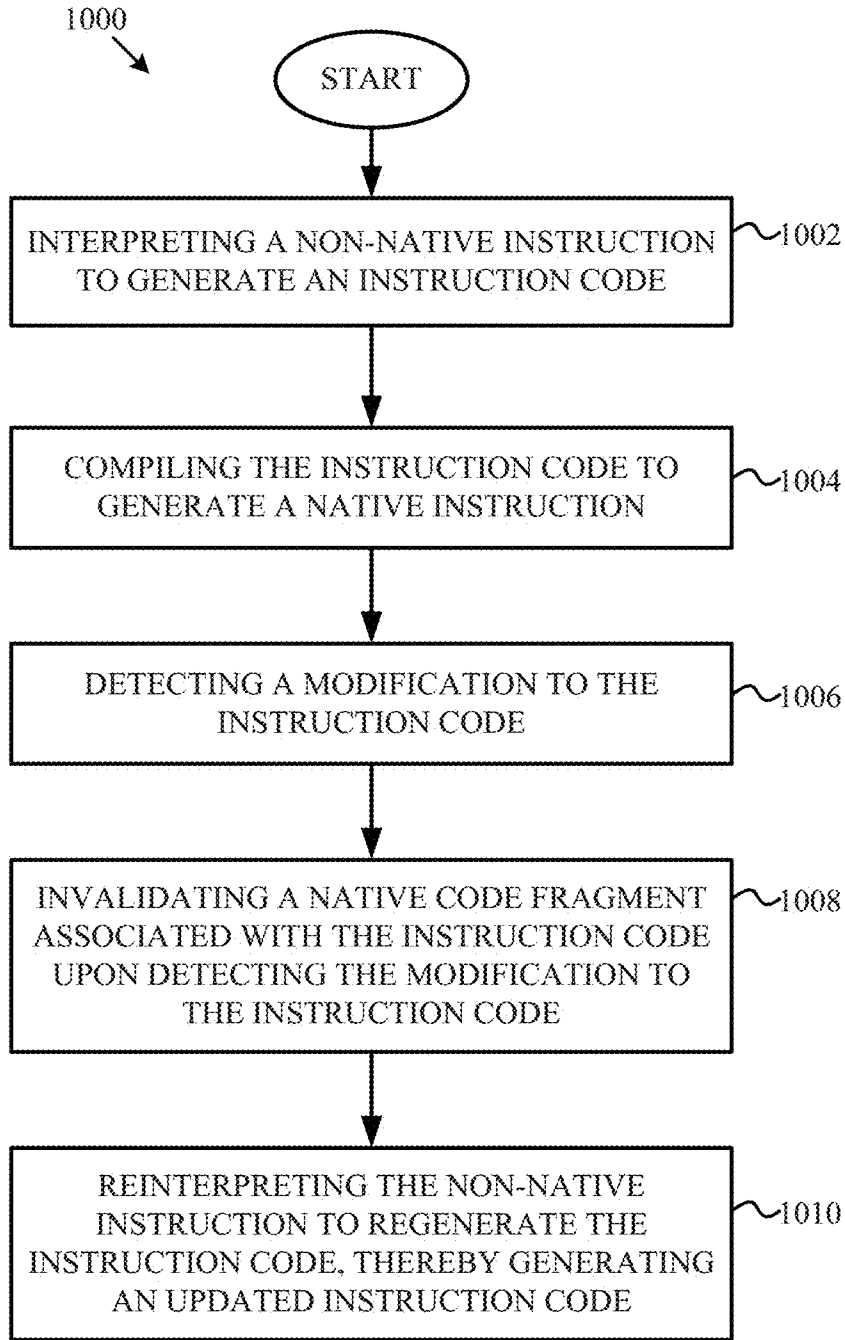 1000
START
INTERPRETING A NON-NATIVE INSTRUCTION
TO GENERATE AN INSTRUCTION CODE
1002
COMPILING THE INSTRUCTION CODE TO
GENERATE A NATIVE INSTRUCTION
1004
DETECTING A MODIFICATION TO THE
INSTRUCTION CODE
1006
INVALIDATING A NATIVE CODE FRAGMENT
ASSOCIATED WITH THE INSTRUCTION CODE
UPON DETECTING THE MODIFICATION TO
THE INSTRUCTION CODE
1008
REINTERPRETING THE NON-NATIVE
INSTRUCTION TO REGENERATE THE
INSTRUCTION CODE, THEREBY GENERATING
AN UPDATED INSTRUCTION CODE
1010